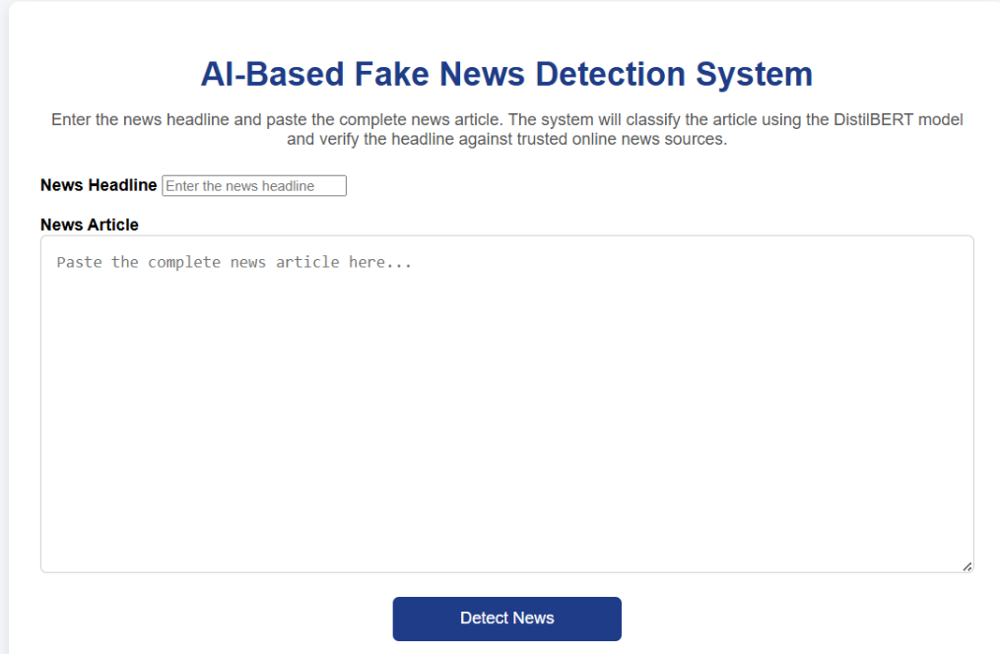 AI-Based Fake News Detection System
Enter the news headline and paste the complete news article. The system will classify the article using the DistilBERT model
and verify the headline against trusted online news sources.
News Headline Enter the news headline
News Article
Paste the complete news article here...
Detect News